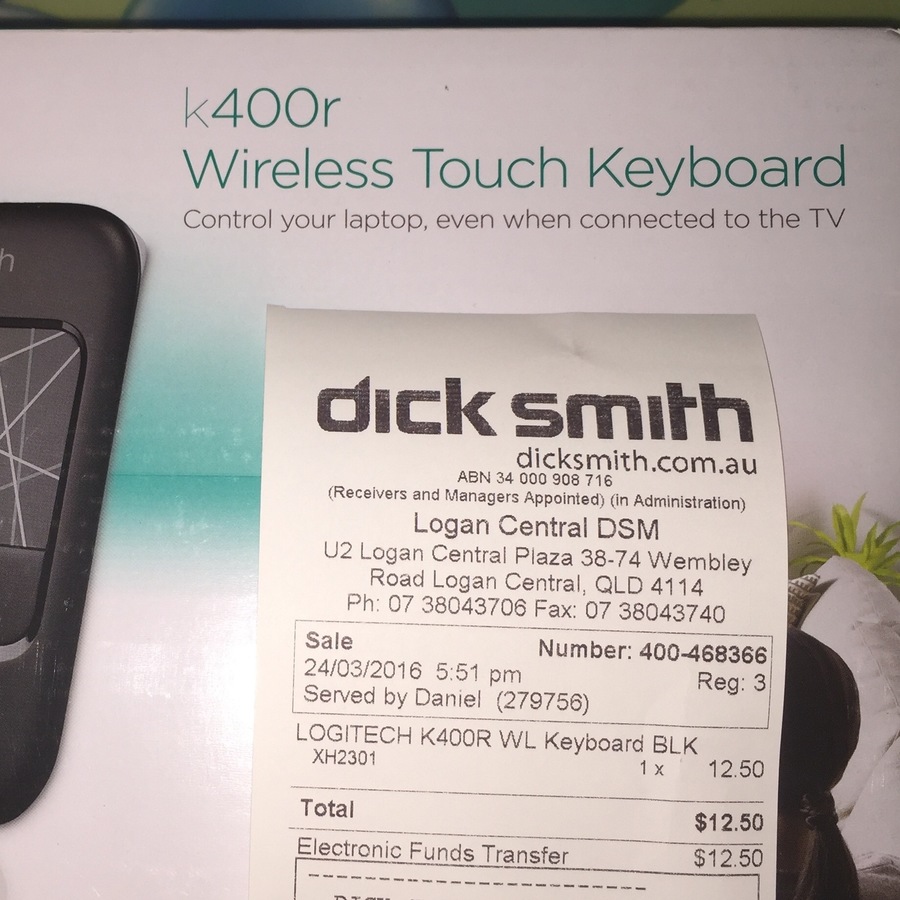 k400r
Wireless Touch Keyboard
Control your laptop, even when connected to the TV
h
dick smith
dicksmith.com.au
ABN 34 000 908 716
(Receivers and Managers Appointed) (in Administration)
Logan Central DSM
U2 Logan Central Plaza 38-74 Wembley
Road Logan Central, QLD 4114
Ph: 07 38043706 Fax: 07 38043740
Sale Number: 400-468366
24/03/2016 5:51 pm Reg: 3
Served by Daniel (279756)
LOGITECH K400R WL Keyboard BLK
XH2301 1 x 12.50
Total $12.50
Electronic Funds Transfer $12.50
--------------------------------